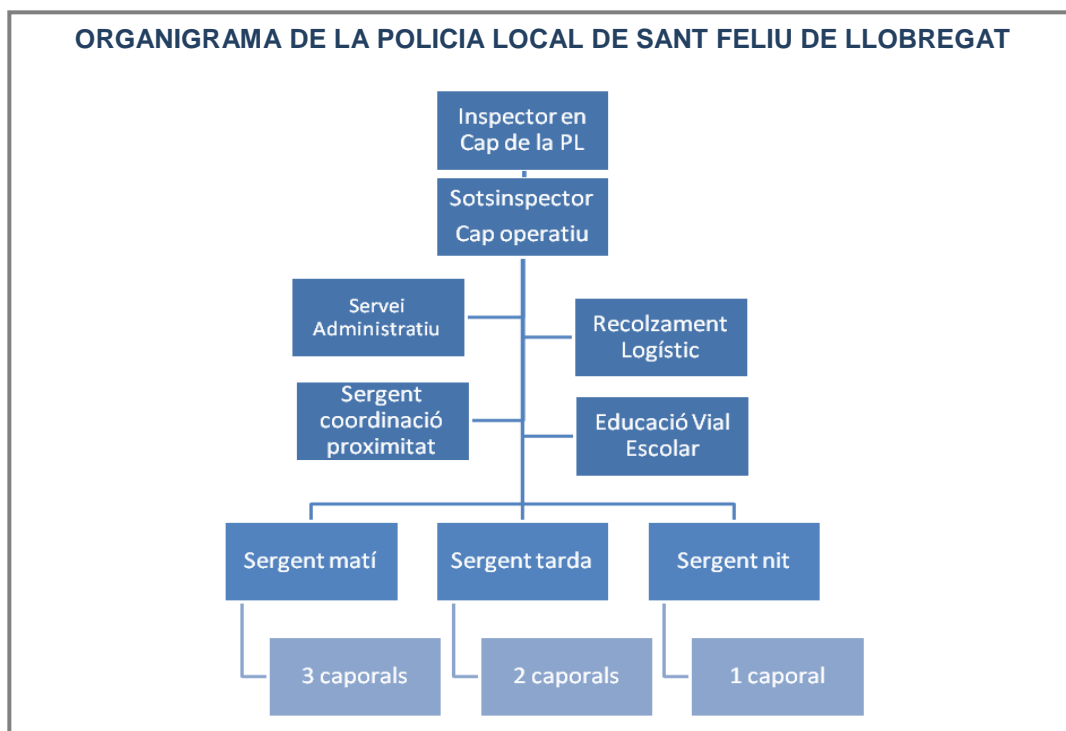 ORGANIGRAMA DE LA POLICIA LOCAL DE SANT FELIU DE LLOBREGAT
Inspector en
Cap de la PL
Sotsinspector
Cap operatiu
Servei
Administratiu
Recolzament
Logístic
Sergent
coordinació
proximitat
Educació Vial
Escolar
Sergent matí
Sergent tarda
Sergent nit
3 caporals
2 caporals
1 caporal